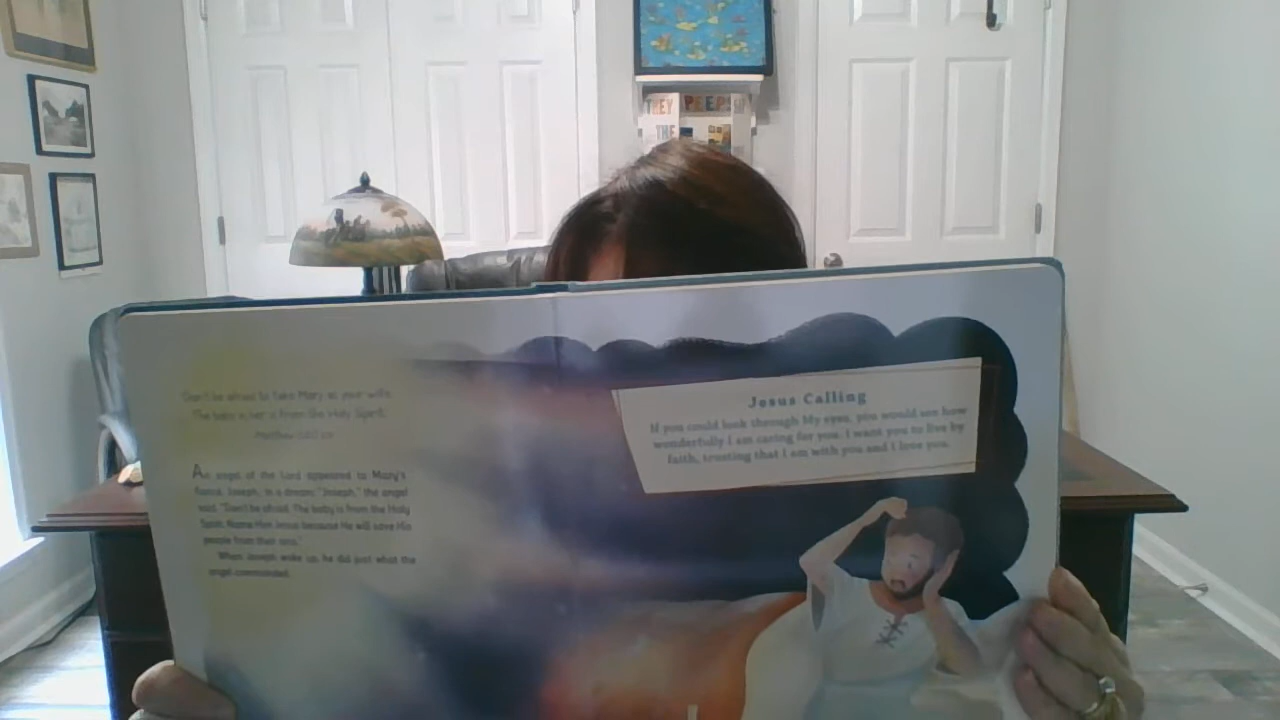 THEY PEEP
THE
Don't be afraid to take Mary as your wife.
The baby in her is from the Holy Spirit.
Matthew
An angel of the Lord appeared to Mary's
fiancé, Joseph, in a dream. "Joseph," the angel
said, "Don't be afraid. The baby is from the Holy
Spirit. Name Him Jesus because He will save His
people from their sins."
When Joseph woke up, he did just what the
angel commanded.
Jesus Calling
If you could look through My eyes, you would see how
wonderfully I am caring for you. I want you to live by
faith, trusting that I am with you and I love you.